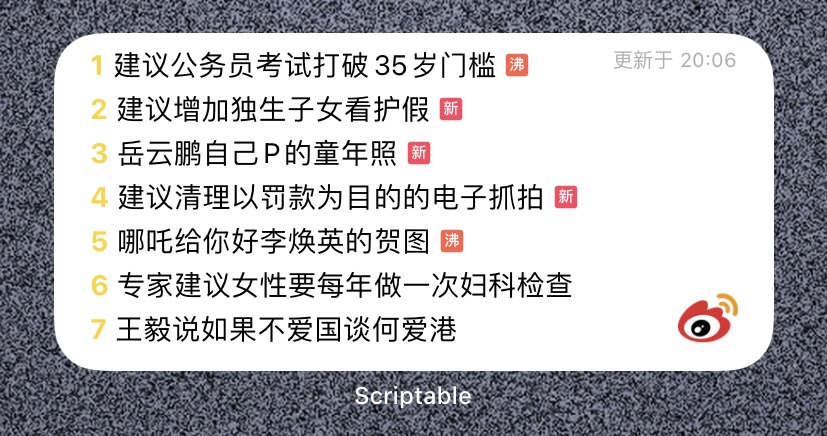 1 建议公务员考试打破35岁门槛 沸 更新于 20:06
2 建议增加独生子女看护假 新
3 岳云鹏自己P的童年照 新
4 建议清理以罚款为目的的电子抓拍 新
5 哪吒给你好李焕英的贺图 沸
6 专家建议女性要每年做一次妇科检查
7 王毅说如果不爱国谈何爱港
Scriptable